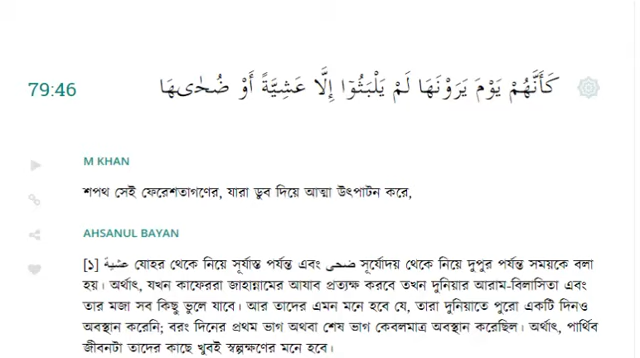 79:46 كَأَنَّهُمْ يَوْمَ يَرَوْنَهَا لَمْ يَلْبَثُوٓا۟ إِلَّا عَشِيَّةً أَوْ ضُحَىٰهَا
M KHAN
শপথ সেই ফেরেশতাগণের, যারা ডুব দিয়ে আত্মা উৎপাটন করে,
AHSANUL BAYAN
[১] عشية যোহর থেকে নিয়ে সূর্যাস্ত পর্যন্ত এবং ضحى সূর্যোদয় থেকে নিয়ে দুপুর পর্যন্ত সময়কে বলা
হয়। অর্থাৎ, যখন কাফেররা জাহান্নামের আযাব প্রত্যক্ষ করবে তখন দুনিয়ার আরাম-বিলাসিতা এবং
তার মজা সব কিছু ভুলে যাবে। আর তাদের এমন মনে হবে যে, তারা দুনিয়াতে পুরো একটি দিনও
অবস্থান করেনি; বরং দিনের প্রথম ভাগ অথবা শেষ ভাগ কেবলমাত্র অবস্থান করেছিল। অর্থাৎ, পার্থিব
জীবনটা তাদের কাছে খুবই স্বল্পক্ষণের মনে হবে।